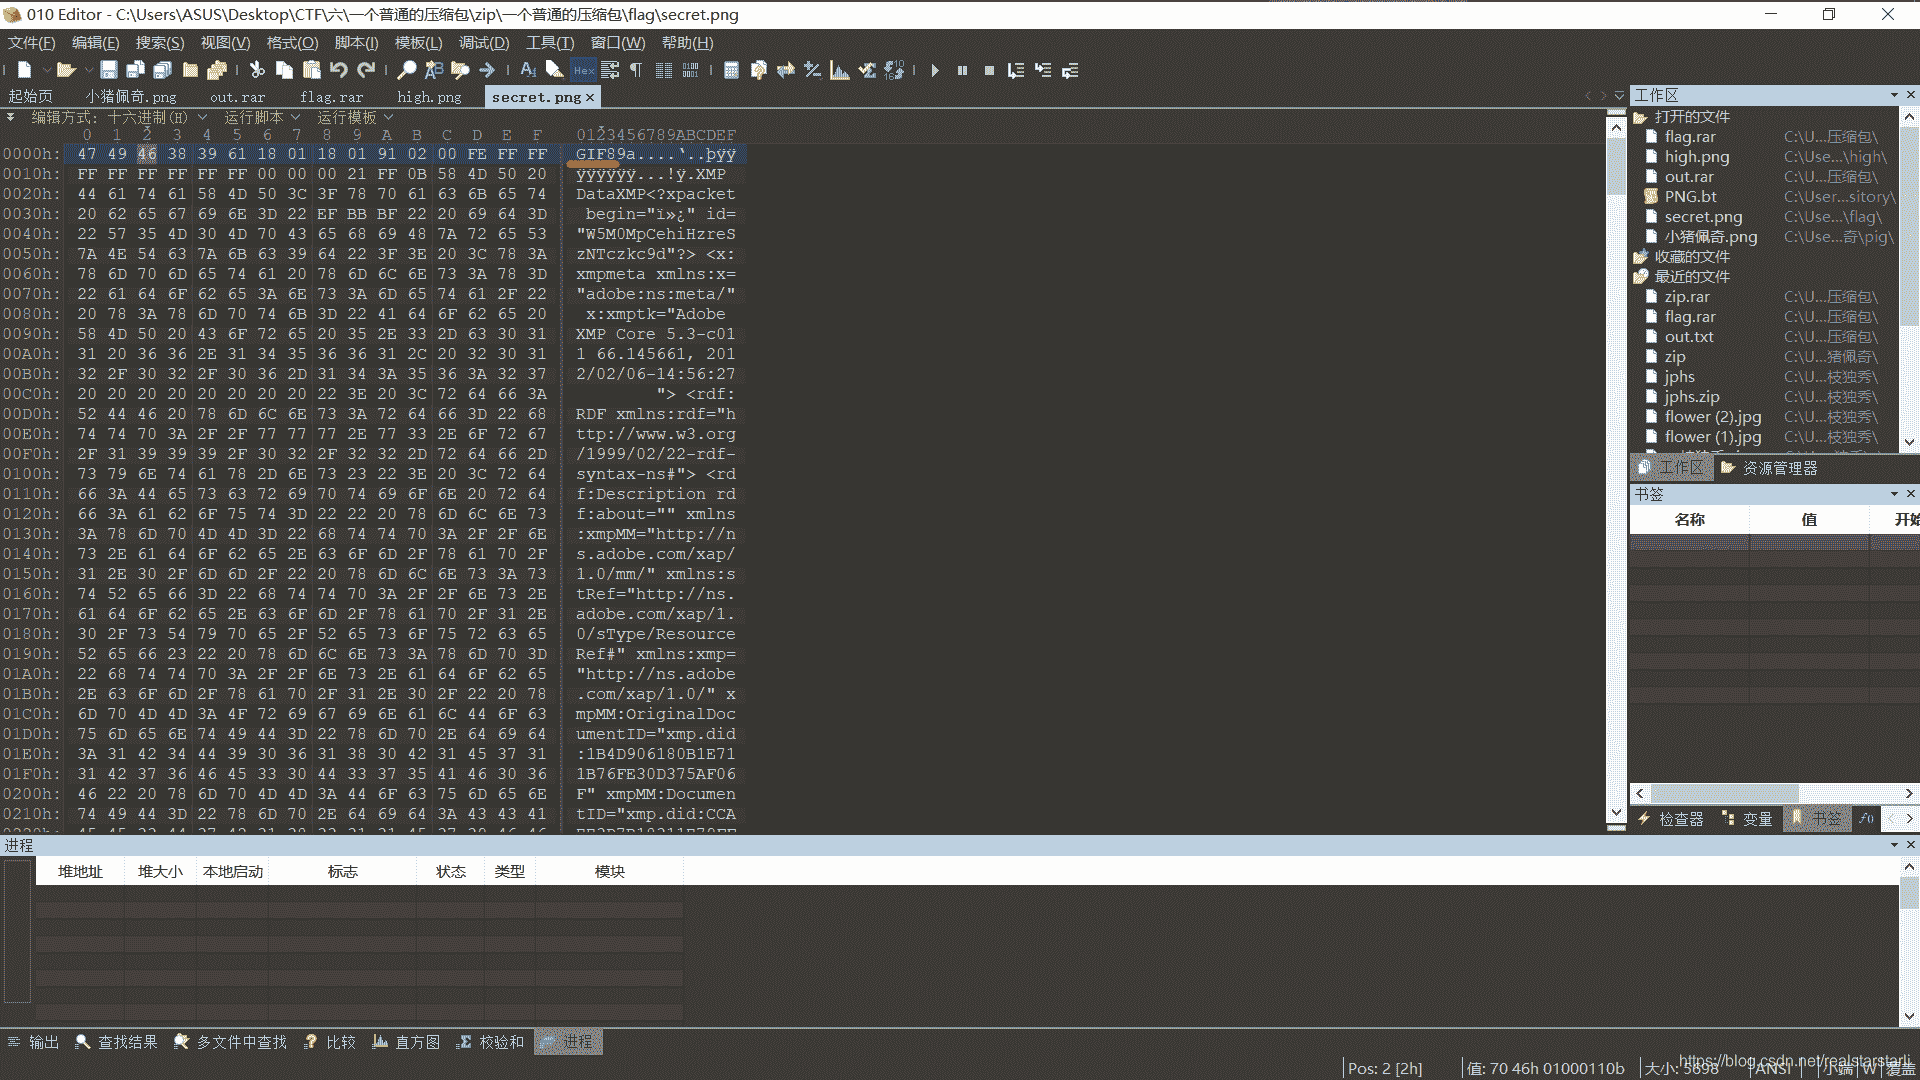 010 Editor - C:\Users\ASUS\Desktop\CTF\六\一个普通的压缩包\zip\一个普通的压缩包\flag\secret.png
文件(F) 编辑(E) 搜索(S) 视图(V) 格式(O) 脚本(I) 模板(L) 调试(D) 工具(T) 窗口(W) 帮助(H)
起始页 小猪佩奇.png out.rar flag.rar high.png secret.png ×
编辑方式: 十六进制(H) 运行脚本 运行模板
0 1 2 3 4 5 6 7 8 9 A B C D E F 0123456789ABCDEF
0000h: 47 49 46 38 39 61 18 01 18 01 91 02 00 FE FF FF GIF89a....‘..þÿÿ
0010h: FF FF FF FF FF FF 00 00 00 21 FF 0B 58 4D 50 20 ÿÿÿÿÿÿ...!ÿ.XMP
0020h: 44 61 74 61 58 4D 50 3C 3F 78 70 61 63 6B 65 74 DataXMP<?xpacket
0030h: 20 62 65 67 69 6E 3D 22 EF BB BF 22 20 69 64 3D begin="ï»¿" id=
0040h: 22 57 35 4D 30 4D 70 43 65 68 69 48 7A 72 65 53 "W5M0MpCehiHzreS
0050h: 7A 4E 54 63 7A 6B 63 39 64 22 3F 3E 20 3C 78 3A zNTczkc9d"?> <x:
0060h: 78 6D 70 6D 65 74 61 20 78 6D 6C 6E 73 3A 78 3D xmpmeta xmlns:x=
0070h: 22 61 64 6F 62 65 3A 6E 73 3A 6D 65 74 61 2F 22 "adobe:ns:meta/"
0080h: 20 78 3A 78 6D 70 74 6B 3D 22 41 64 6F 62 65 20 x:xmptk="Adobe
0090h: 58 4D 50 20 43 6F 72 65 20 35 2E 33 2D 63 30 31 XMP Core 5.3-c01
00A0h: 31 20 36 36 2E 31 34 35 36 36 31 2C 20 32 30 31 1 66.145661, 201
00B0h: 32 2F 30 32 2F 30 36 2D 31 34 3A 35 36 3A 32 37 2/02/06-14:56:27
00C0h: 20 20 20 20 20 20 20 20 22 3E 20 3C 72 64 66 3A "> <rdf:
00D0h: 52 44 46 20 78 6D 6C 6E 73 3A 72 64 66 3D 22 68 RDF xmlns:rdf="h
00E0h: 74 74 70 3A 2F 2F 77 77 77 2E 77 33 2E 6F 72 67 ttp://www.w3.org
00F0h: 2F 31 39 39 39 2F 30 32 2F 32 32 2D 72 64 66 2D /1999/02/22-rdf-
0100h: 73 79 6E 74 61 78 2D 6E 73 23 22 3E 20 3C 72 64 syntax-ns#"> <rd
0110h: 66 3A 44 65 73 63 72 69 70 74 69 6F 6E 20 72 64 f:Description rd
0120h: 66 3A 61 62 6F 75 74 3D 22 22 20 78 6D 6C 6E 73 f:about="" xmlns
0130h: 3A 78 6D 70 4D 4D 3D 22 68 74 74 70 3A 2F 2F 6E :xmpMM="http://n
0140h: 73 2E 61 64 6F 62 65 2E 63 6F 6D 2F 78 61 70 2F s.adobe.com/xap/
0150h: 31 2E 30 2F 6D 6D 2F 22 20 78 6D 6C 6E 73 3A 73 1.0/mm/" xmlns:s
0160h: 74 52 65 66 3D 22 68 74 74 70 3A 2F 2F 6E 73 2E tRef="http://ns.
0170h: 61 64 6F 62 65 2E 63 6F 6D 2F 78 61 70 2F 31 2E adobe.com/xap/1.
0180h: 30 2F 73 54 79 70 65 2F 52 65 73 6F 75 72 63 65 0/sType/Resource
0190h: 52 65 66 23 22 20 78 6D 6C 6E 73 3A 78 6D 70 3D Ref#" xmlns:xmp=
01A0h: 22 68 74 74 70 3A 2F 2F 6E 73 2E 61 64 6F 62 65 "http://ns.adobe
01B0h: 2E 63 6F 6D 2F 78 61 70 2F 31 2E 30 2F 22 20 78 .com/xap/1.0/" x
01C0h: 6D 70 4D 4D 3A 4F 72 69 67 69 6E 61 6C 44 6F 63 mpMM:OriginalDoc
01D0h: 75 6D 65 6E 74 49 44 3D 22 78 6D 70 2E 64 69 64 umentID="xmp.did
01E0h: 3A 31 42 34 44 39 30 36 31 38 30 42 31 45 37 31 :1B4D906180B1E71
01F0h: 31 42 37 36 46 45 33 30 44 33 37 35 41 46 30 36 1B76FE30D375AF06
0200h: 46 22 20 78 6D 70 4D 4D 3A 44 6F 63 75 6D 65 6E F" xmpMM:Documen
0210h: 74 49 44 3D 22 78 6D 70 2E 64 69 64 3A 43 43 41 tID="xmp.did:CCA
工作区
打开的文件
flag.rar C:\U...压缩包\
high.png C:\Use...\high\
out.rar C:\U...压缩包\
PNG.bt C:\User...sitory\
secret.png C:\Use...\flag\
小猪佩奇.png C:\Use...奇\pig\
收藏的文件
最近的文件
zip.rar C:\U...压缩包\
flag.rar C:\U...压缩包\
out.txt C:\U...压缩包\
zip C:\U...猪佩奇\
jphs C:\U...枝独秀\
jphs.zip C:\U...枝独秀\
flower (2).jpg C:\U...枝独秀\
flower (1).jpg C:\U...枝独秀\
工作区 资源管理器
书签
名称 值 开始
检查器 变量 书签 f()
进程
堆地址 堆大小 本地启动 标志 状态 类型 模块
输出 查找结果 多文件中查找 比较 直方图 校验和 进程
Pos: 2 [2h] 值: 70 46h 01000110b 大小: 5698 ANSI 小端 W 覆盖
https://blog.csdn.net/realstarstarli